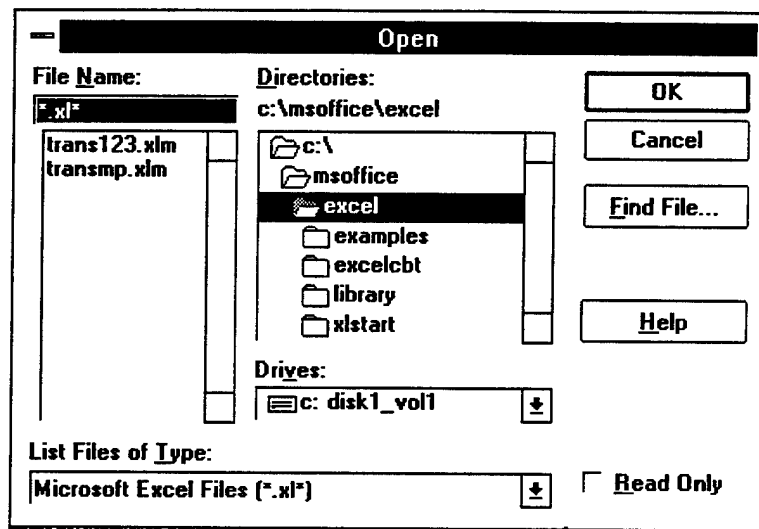 Open
File Name:
*.xl*
trans123.xlm
transmp.xlm
Directories:
c:\msoffice\excel
c:\
msoffice
excel
examples
excelcbt
library
xlstart
Drives:
c: disk1_vol1
List Files of Type:
Microsoft Excel Files (*.xl*)
OK
Cancel
Find File...
Help
Read Only